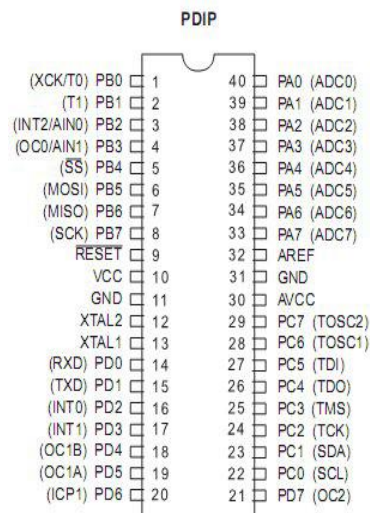 PDIP
(XCK/T0) PB0 1 40 PA0 (ADC0)
(T1) PB1 2 39 PA1 (ADC1)
(INT2/AIN0) PB2 3 38 PA2 (ADC2)
(OC0/AIN1) PB3 4 37 PA3 (ADC3)
(SS) PB4 5 36 PA4 (ADC4)
(MOSI) PB5 6 35 PA5 (ADC5)
(MISO) PB6 7 34 PA6 (ADC6)
(SCK) PB7 8 33 PA7 (ADC7)
RESET 9 32 AREF
VCC 10 31 GND
GND 11 30 AVCC
XTAL2 12 29 PC7 (TOSC2)
XTAL1 13 28 PC6 (TOSC1)
(RXD) PD0 14 27 PC5 (TDI)
(TXD) PD1 15 26 PC4 (TDO)
(INT0) PD2 16 25 PC3 (TMS)
(INT1) PD3 17 24 PC2 (TCK)
(OC1B) PD4 18 23 PC1 (SDA)
(OC1A) PD5 19 22 PC0 (SCL)
(ICP1) PD6 20 21 PD7 (OC2)